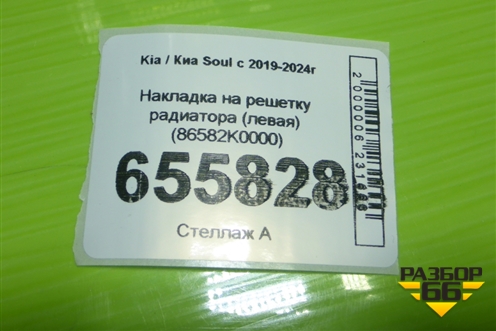 Kia / Киа Soul с 2019-2024г
Накладка на решетку
радиатора (левая)
(86582K0000)
655828
Стеллаж А
РАЗБОР
66